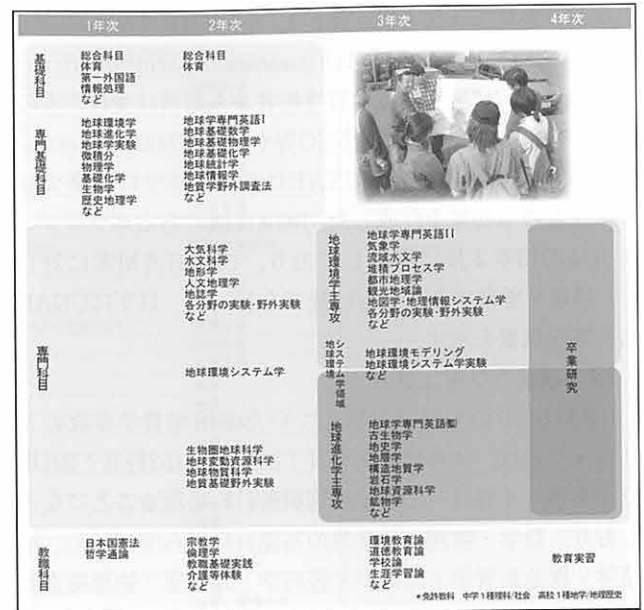 1年次
2年次
3年次
4年次
基礎科目
総合科目
体育
第一外国語
情報処理
など
総合科目
体育
など
専門基礎科目
地球環境学
地球進化学
地球学実験
微積分
物理学
基礎化学
生物学
歴史地理学
など
地球学専門英語I
地球基礎数学
地球基礎物理学
地球基礎化学
地球統計学
地球情報学
地質学野外調査法
など
専門科目
大気科学
水文科学
地形学
人文地理学
地誌学
各分野の実験・野外実験
など
地球環境システム学
生物圏地球科学
地球変動資源科学
地球物質科学
地質基礎野外実験
など
地球環境学主専攻
地球学専門英語II
気象学
流域水文学
堆積プロセス学
都市地理学
観光地域論
地図学・地理情報システム学
各分野の実験・野外実験
など
地球環境
システム学領域
地球環境モデリング
地球環境システム学実験
など
地球進化学主専攻
地球学専門英語
古生物学
地史学
地層学
構造地質学
岩石学
地球資源科学
鉱物学
など
卒業研究
教職科目
日本国憲法
哲学通論
宗教学
倫理学
教職基礎実践
介護等体験
など
環境教育論
道徳教育論
学校論
生涯学習論
など
教育実習
*免許教科 中学1種理科/社会 高校1種地学/地理歴史